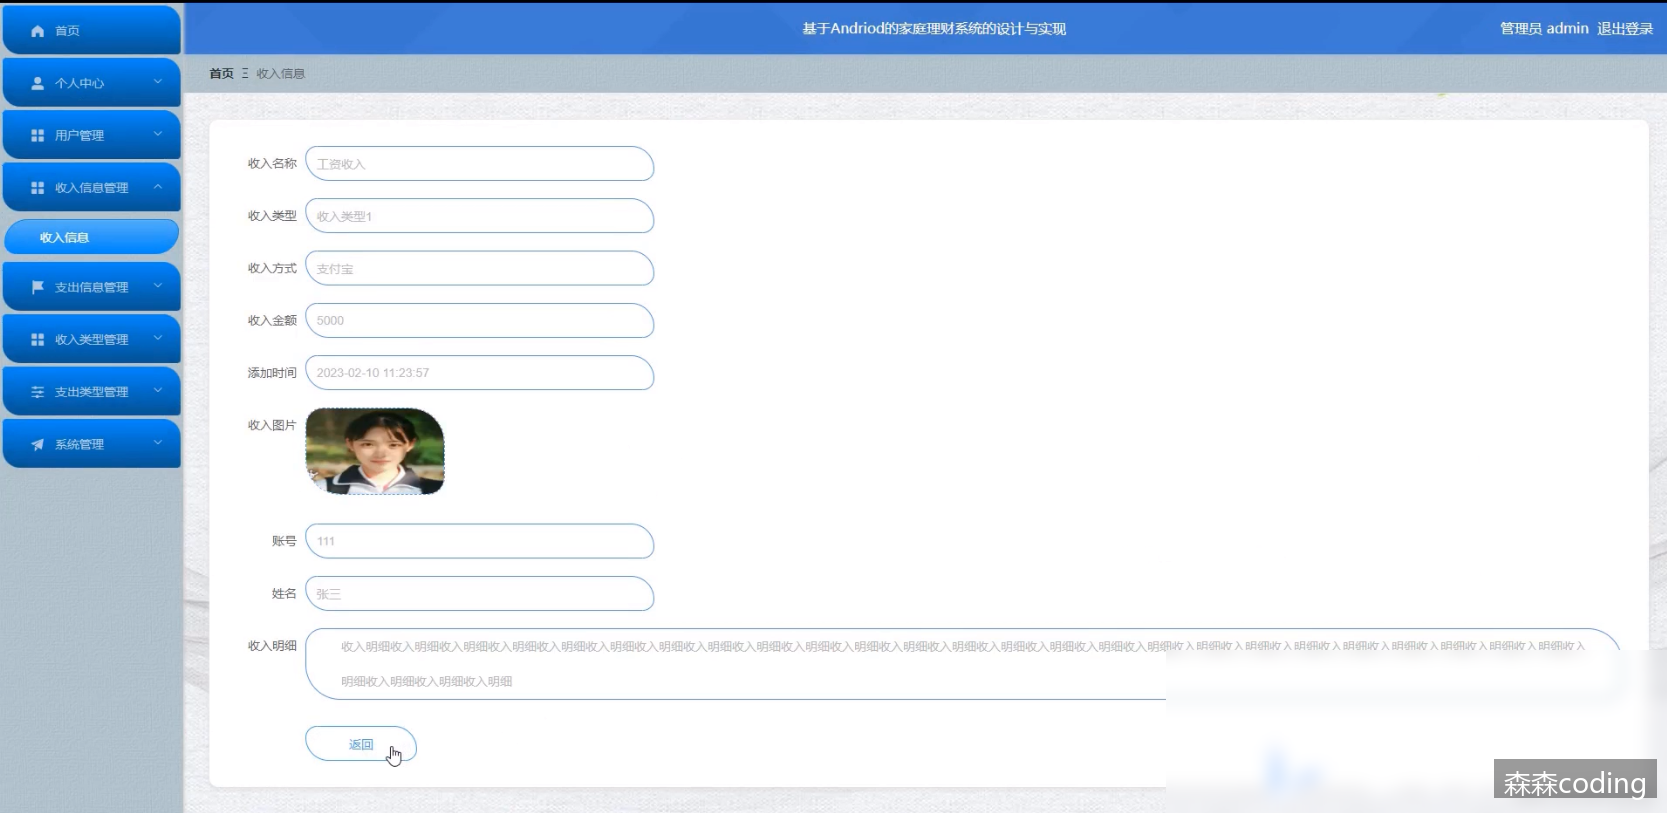 首页
个人中心
用户管理
收入信息管理
收入信息
支出信息管理
收入类型管理
支出类型管理
系统管理
基于Andriod的家庭理财系统的设计与实现
管理员 admin 退出登录
首页 Ξ 收入信息
收入名称 工资收入
收入类型 收入类型1
收入方式 支付宝
收入金额 5000
添加时间 2023-02-10 11:23:57
收入图片
账号 111
姓名 张三
收入明细 收入明细收入明细收入明细收入明细收入明细收入明细收入明细收入明细收入明细收入明细收入明细收入明细收入明细收入明细收入明细收入明细收入明细收入明细收入明细收入明细收入明细收入明细收入明细收入明细收入明细收入
明细收入明细收入明细收入明细
返回
森森coding